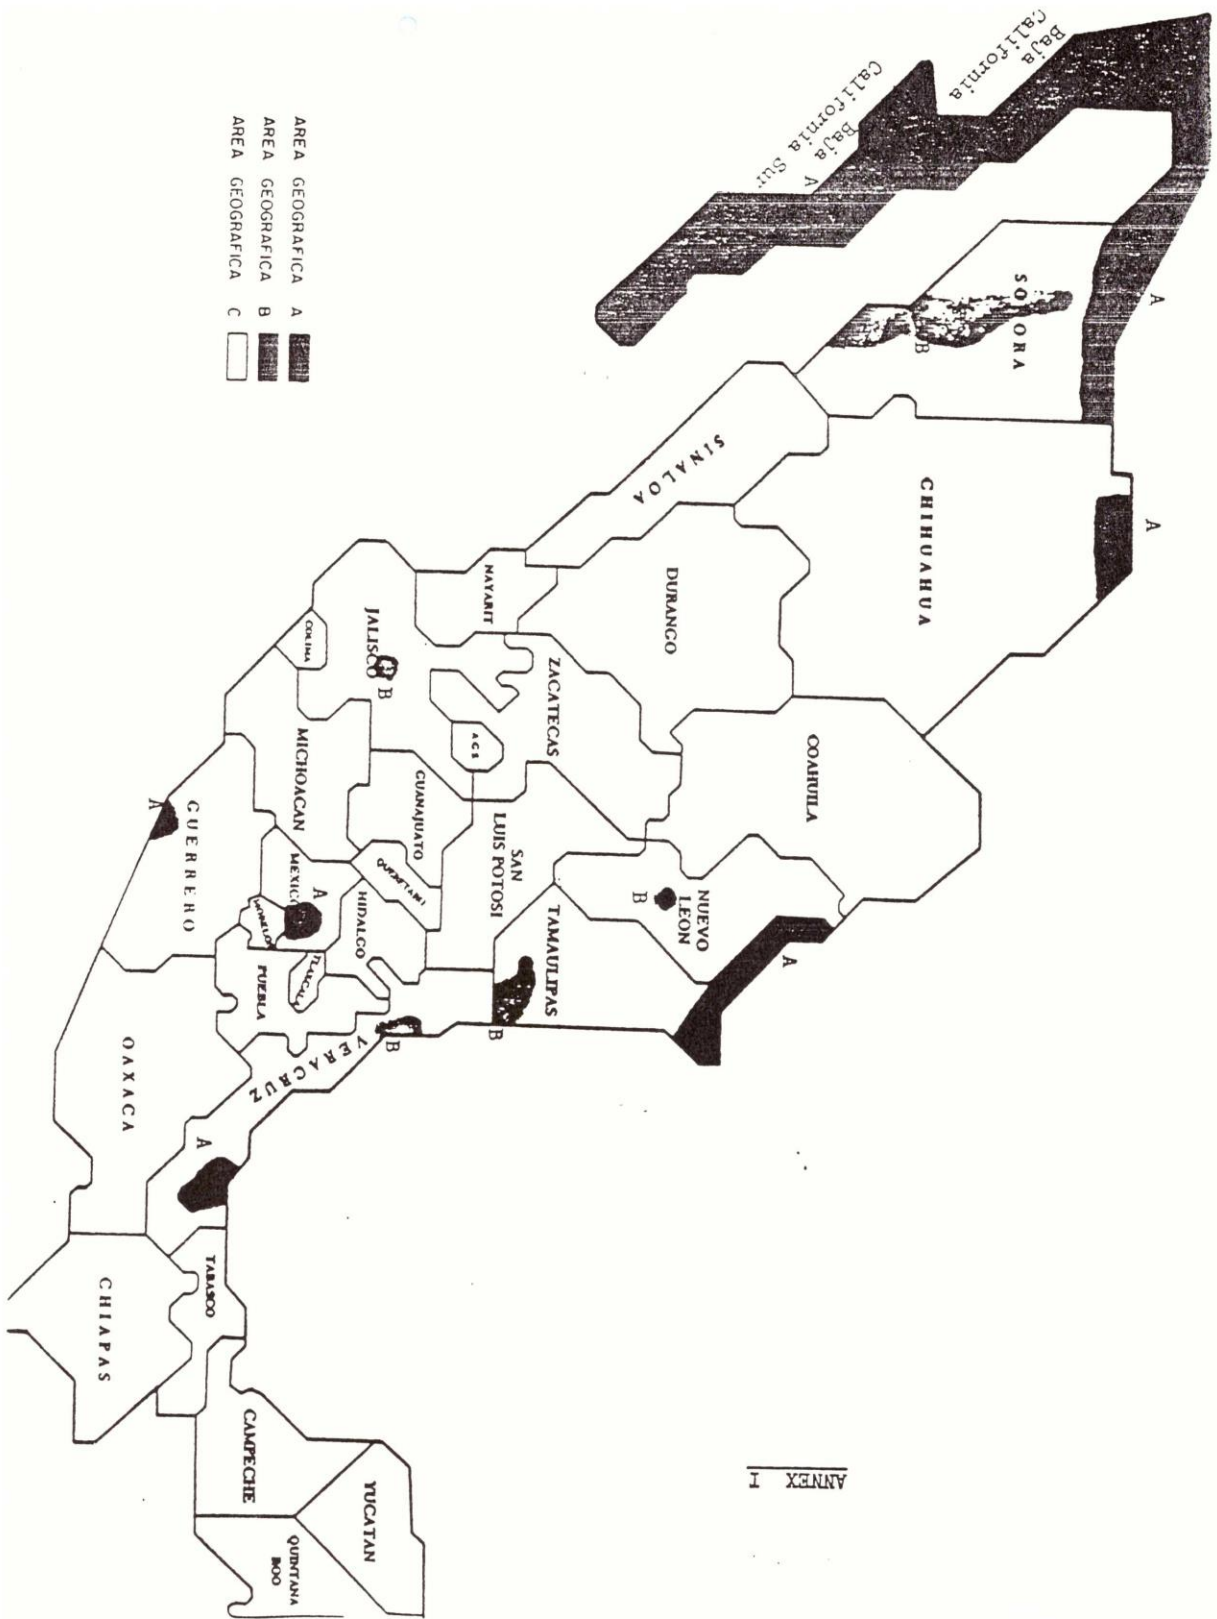 ANNEX I
Baja
California
Baja
California Sur
A
A
SONORA
B
A
CHIHUAHUA
SINALOA
DURANGO
COAHUILA
NAYARIT
ZACATECAS
NUEVO
LEON
B
A
JALISCO
B
COLIMA
AGS
SAN
LUIS POTOSI
TAMAULIPAS
B
GUANAJUATO
MICHOACAN
HIDALGO
MEXICO
A
MORELOS
TLAXCALA
PUEBLA
VERACRUZ
B
A
GUERRERO
A
OAXACA
CHIAPAS
TABASCO
CAMPECHE
YUCATAN
QUINTANA
ROO
AREA GEOGRAFICA A
AREA GEOGRAFICA B
AREA GEOGRAFICA C